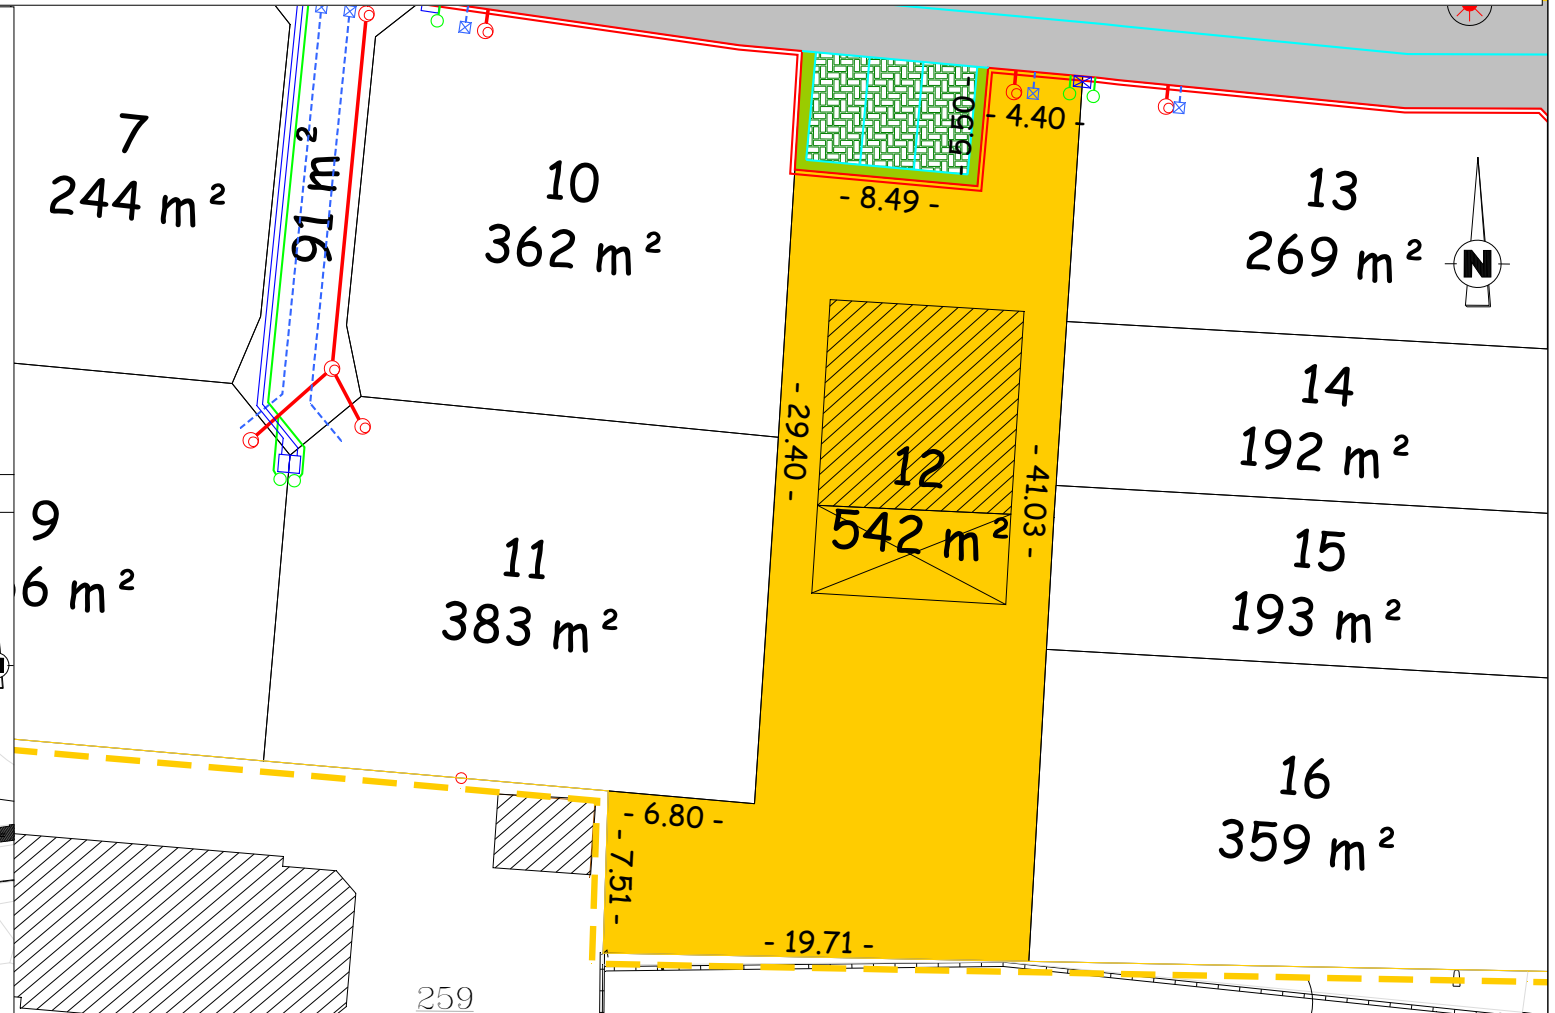 7
244 m²
91 m²
10
362 m²
- 5.50 -
- 4.40 -
- 8.49 -
13
269 m²
N
14
192 m²
- 29.40 -
12
542 m²
- 41.03 -
9
6 m²
11
383 m²
15
193 m²
16
359 m²
- 6.80 -
- 7.51 -
- 19.71 -
259